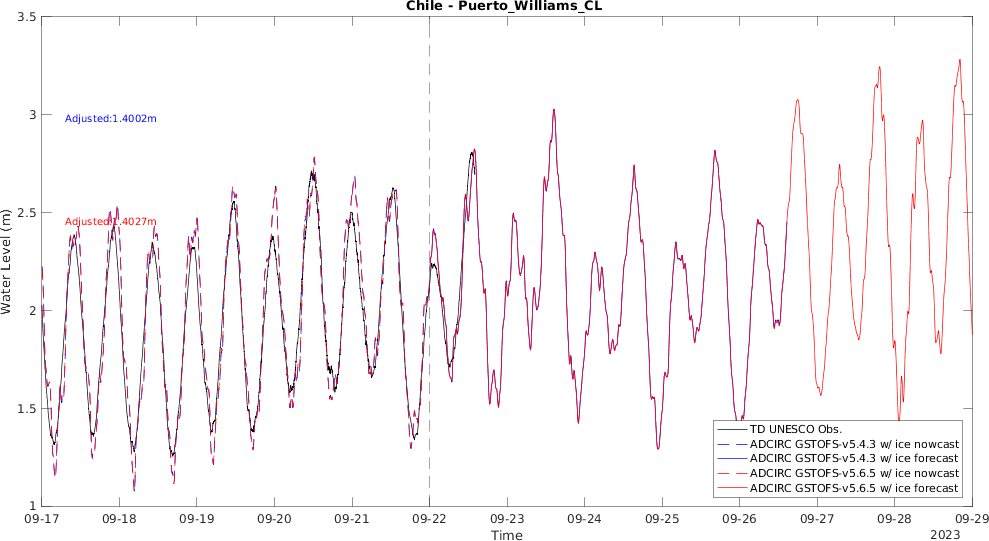 Chile - Puerto_Williams_CL
3.5
3
2.5
2
1.5
1
Water Level (m)
Adjusted:1.4002m
Adjusted:1.4027m
TD UNESCO Obs.
ADCIRC GSTOFS-v5.4.3 w/ ice nowcast
ADCIRC GSTOFS-v5.4.3 w/ ice forecast
ADCIRC GSTOFS-v5.6.5 w/ ice nowcast
ADCIRC GSTOFS-v5.6.5 w/ ice forecast
09-17 09-18 09-19 09-20 09-21 09-22 09-23 09-24 09-25 09-26 09-27 09-28 09-29
Time
2023